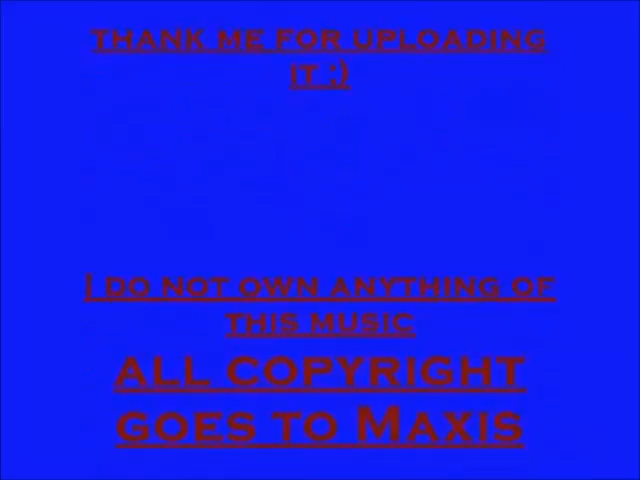 THANK ME FOR UPLOADING
IT ;)
I DO NOT OWN ANYTHING OF
THIS MUSIC
ALL COPYRIGHT
GOES TO MAXIS